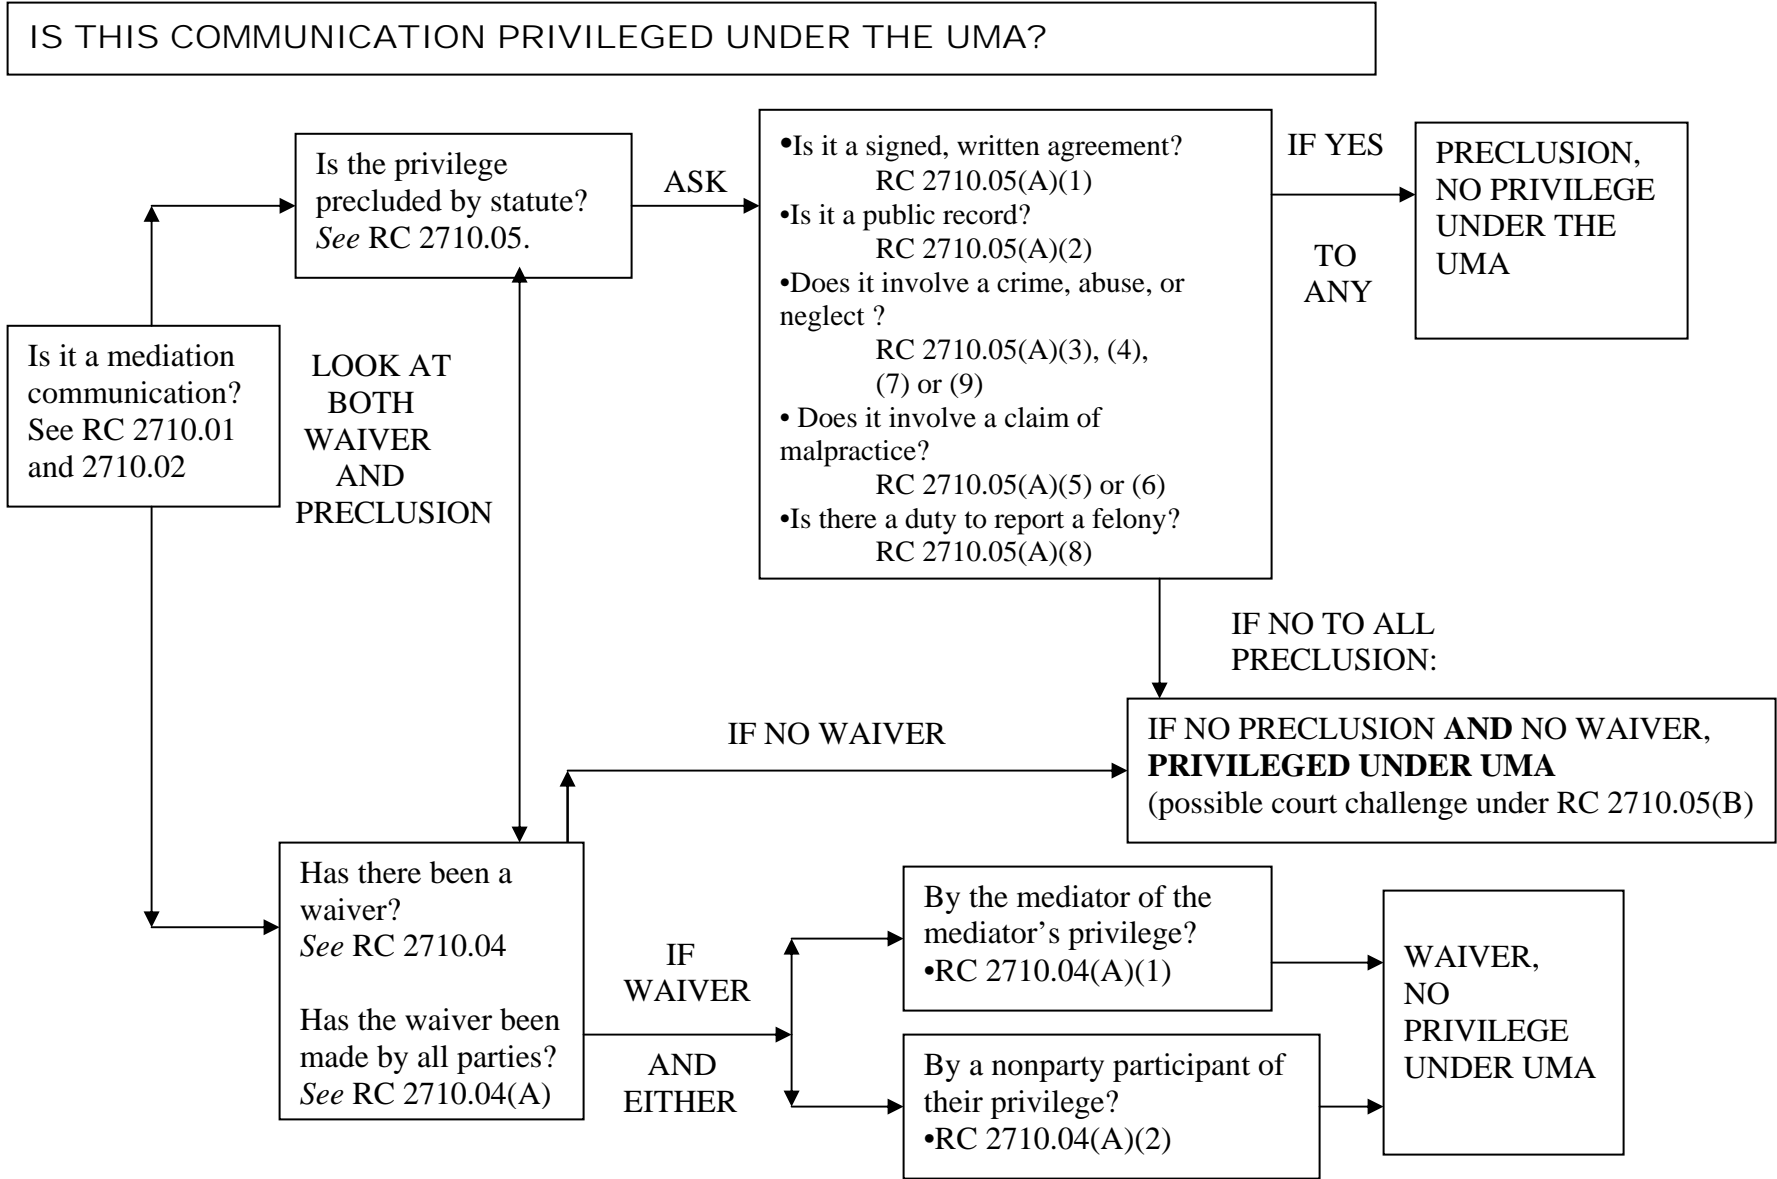 IS THIS COMMUNICATION PRIVILEGED UNDER THE UMA?
Is it a mediation
communication?
See RC 2710.01
and 2710.02
Is the privilege
precluded by statute?
See RC 2710.05.
LOOK AT
BOTH
WAIVER
AND
PRECLUSION
ASK
•Is it a signed, written agreement?
RC 2710.05(A)(1)
•Is it a public record?
RC 2710.05(A)(2)
•Does it involve a crime, abuse, or
neglect ?
RC 2710.05(A)(3), (4),
(7) or (9)
• Does it involve a claim of
malpractice?
RC 2710.05(A)(5) or (6)
•Is there a duty to report a felony?
RC 2710.05(A)(8)
IF YES
TO
ANY
PRECLUSION,
NO PRIVILEGE
UNDER THE
UMA
IF NO TO ALL
PRECLUSION:
IF NO WAIVER
IF NO PRECLUSION AND NO WAIVER,
PRIVILEGED UNDER UMA
(possible court challenge under RC 2710.05(B)
Has there been a
waiver?
See RC 2710.04
Has the waiver been
made by all parties?
See RC 2710.04(A)
IF
WAIVER
AND
EITHER
By the mediator of the
mediator’s privilege?
•RC 2710.04(A)(1)
By a nonparty participant of
their privilege?
•RC 2710.04(A)(2)
WAIVER,
NO
PRIVILEGE
UNDER UMA